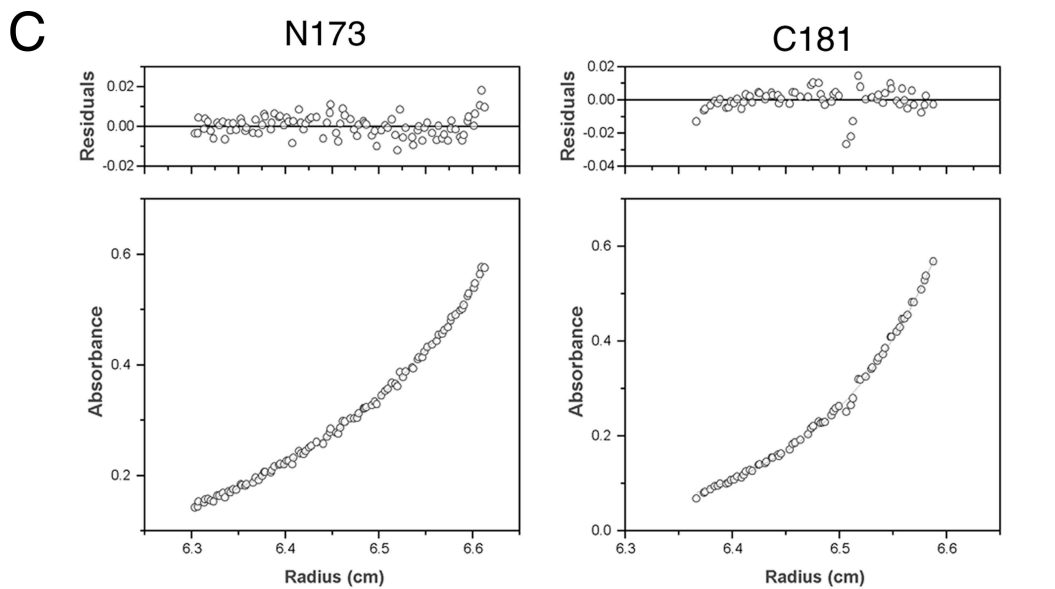 C
N173
C181
Residuals
0.02
0.00
-0.02
Residuals
0.02
0.00
-0.02
-0.04
Absorbance
0.6
0.4
0.2
6.3 6.4 6.5 6.6
Radius (cm)
Absorbance
0.6
0.4
0.2
0.0
6.3 6.4 6.5 6.6
Radius (cm)